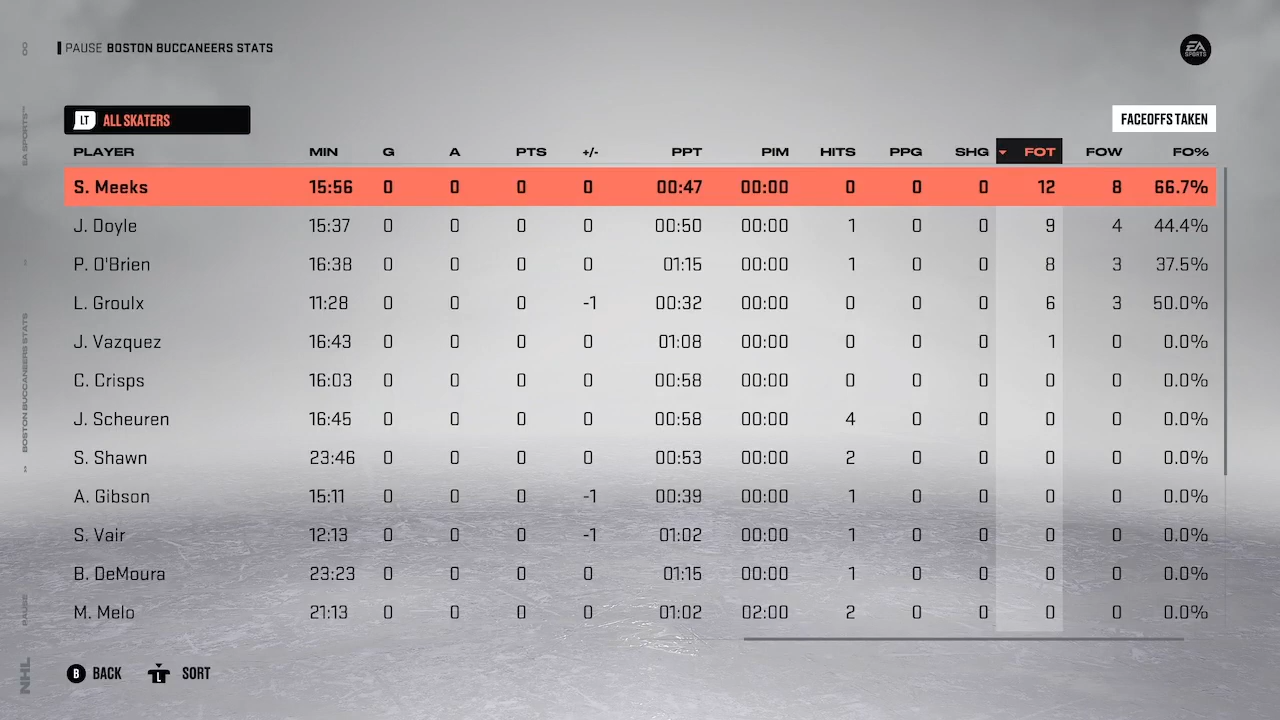 PAUSE BOSTON BUCCANEERS STATS
EA SPORTS
LT ALL SKATERS
FACEOFFS TAKEN
PLAYER MIN G A PTS +/- PPT PIM HITS PPG SHG FOT FOW FO%
S. Meeks 15:56 0 0 0 0 00:47 00:00 0 0 0 12 8 66.7%
J. Doyle 15:37 0 0 0 0 00:50 00:00 1 0 0 9 4 44.4%
P. O'Brien 16:38 0 0 0 0 01:15 00:00 1 0 0 8 3 37.5%
L. Groulx 11:28 0 0 0 -1 00:32 00:00 0 0 0 6 3 50.0%
J. Vazquez 16:43 0 0 0 0 01:08 00:00 0 0 0 1 0 0.0%
C. Crisps 16:03 0 0 0 0 00:58 00:00 0 0 0 0 0 0.0%
J. Scheuren 16:45 0 0 0 0 00:58 00:00 4 0 0 0 0 0.0%
S. Shawn 23:46 0 0 0 0 00:53 00:00 2 0 0 0 0 0.0%
A. Gibson 15:11 0 0 0 -1 00:39 00:00 1 0 0 0 0 0.0%
S. Vair 12:13 0 0 0 -1 01:02 00:00 1 0 0 0 0 0.0%
B. DeMoura 23:23 0 0 0 0 01:15 00:00 1 0 0 0 0 0.0%
M. Melo 21:13 0 0 0 0 01:02 02:00 2 0 0 0 0 0.0%
B BACK L SORT
NHL
PAUSE
BOSTON BUCCANEERS STATS
EA SPORTS™